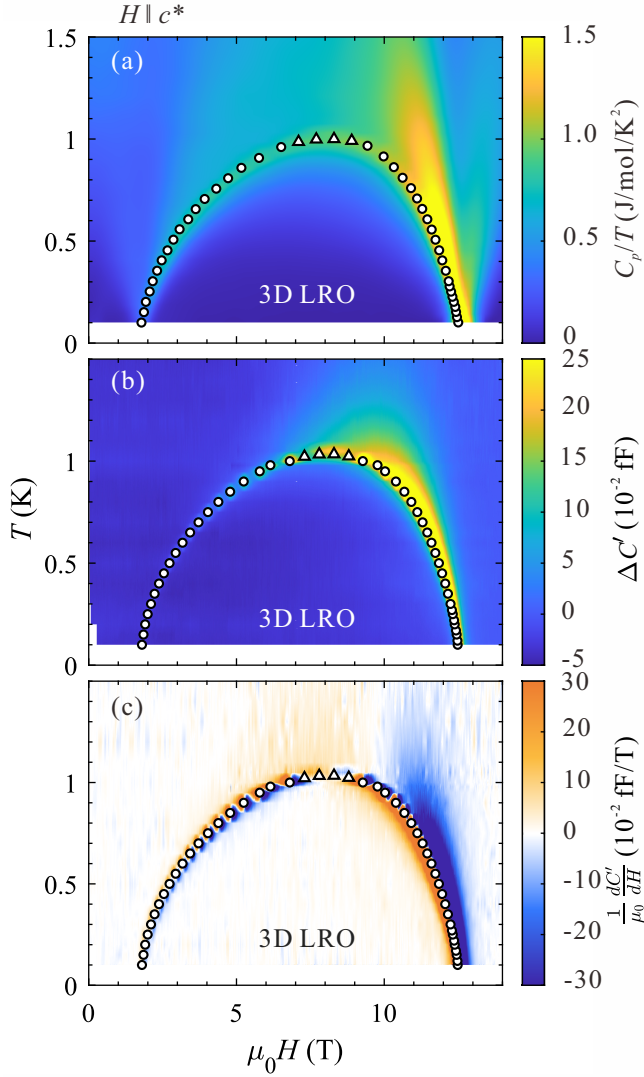 H ∥ c*
(a)
3D LRO
1.5
1
0.5
0
1.5
1.0
0.5
0
C_p/T (J/mol/K²)
(b)
3D LRO
1
0.5
0
25
20
15
10
5
0
-5
ΔC′ (10⁻² fF)
T (K)
(c)
3D LRO
1
0.5
0
30
20
10
0
-10
-20
-30
1/μ₀ dC′/dH (10⁻² fF/T)
0 5 10
μ₀H (T)